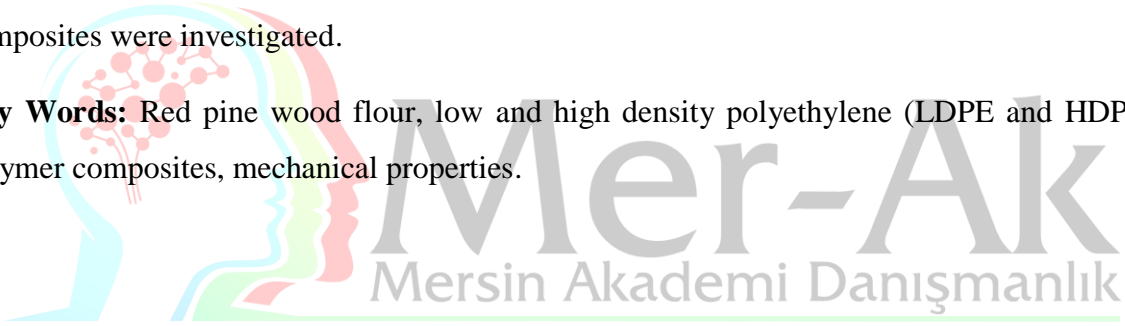 mposites were investigated.
y Words: Red pine wood flour, low and high density polyethylene (LDPE and HDP
ymer composites, mechanical properties.
Mer-Ak
Mersin Akademi Danışmanlık